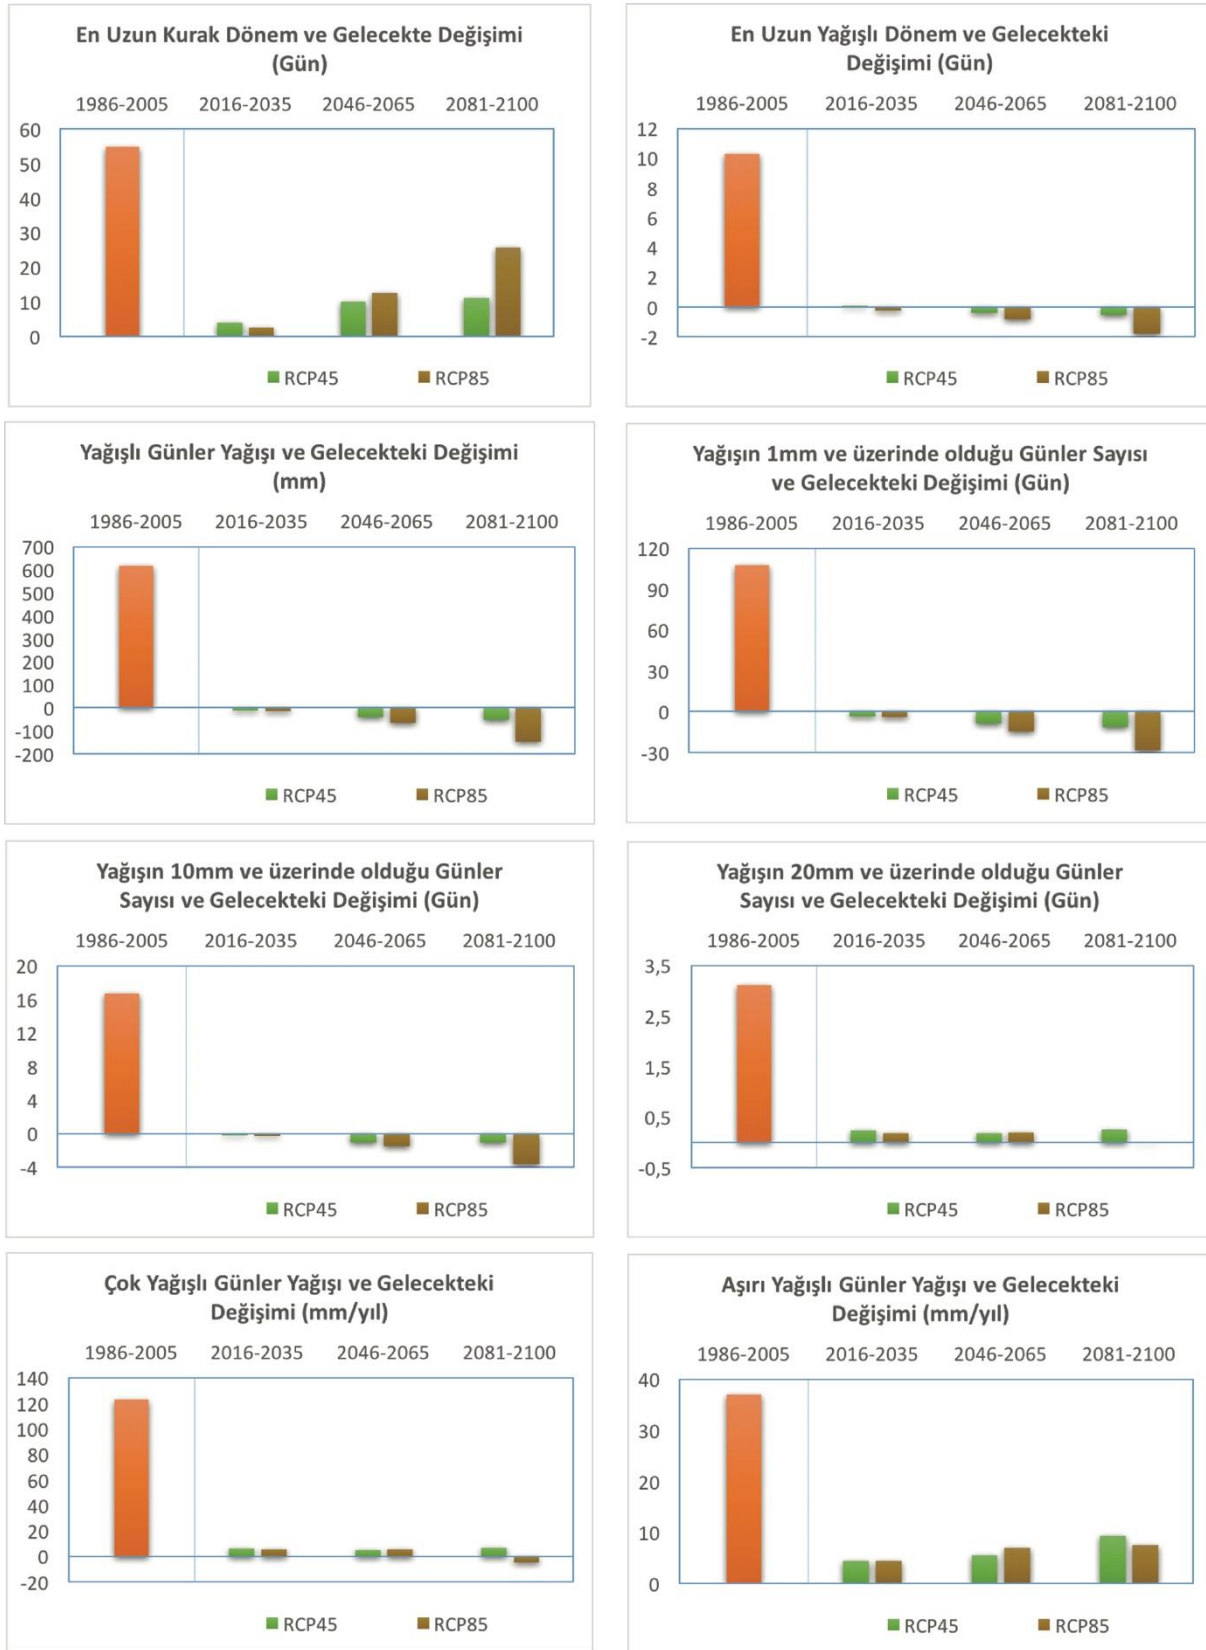 En Uzun Kurak Dönem ve Gelecekte Değişimi
(Gün)
1986-2005 2016-2035 2046-2065 2081-2100
60
50
40
30
20
10
0
RCP45 RCP85
En Uzun Yağışlı Dönem ve Gelecekteki
Değişimi (Gün)
1986-2005 2016-2035 2046-2065 2081-2100
12
10
8
6
4
2
0
-2
RCP45 RCP85
Yağışlı Günler Yağışı ve Gelecekteki Değişimi
(mm)
1986-2005 2016-2035 2046-2065 2081-2100
700
600
500
400
300
200
100
0
-100
-200
RCP45 RCP85
Yağışın 1mm ve üzerinde olduğu Günler Sayısı
ve Gelecekteki Değişimi (Gün)
1986-2005 2016-2035 2046-2065 2081-2100
120
90
60
30
0
-30
RCP45 RCP85
Yağışın 10mm ve üzerinde olduğu Günler
Sayısı ve Gelecekteki Değişimi (Gün)
1986-2005 2016-2035 2046-2065 2081-2100
20
16
12
8
4
0
-4
RCP45 RCP85
Yağışın 20mm ve üzerinde olduğu Günler
Sayısı ve Gelecekteki Değişimi (Gün)
1986-2005 2016-2035 2046-2065 2081-2100
3,5
2,5
1,5
0,5
-0,5
RCP45 RCP85
Çok Yağışlı Günler Yağışı ve Gelecekteki
Değişimi (mm/yıl)
1986-2005 2016-2035 2046-2065 2081-2100
140
120
100
80
60
40
20
0
-20
RCP45 RCP85
Aşırı Yağışlı Günler Yağışı ve Gelecekteki
Değişimi (mm/yıl)
1986-2005 2016-2035 2046-2065 2081-2100
40
30
20
10
0
RCP45 RCP85